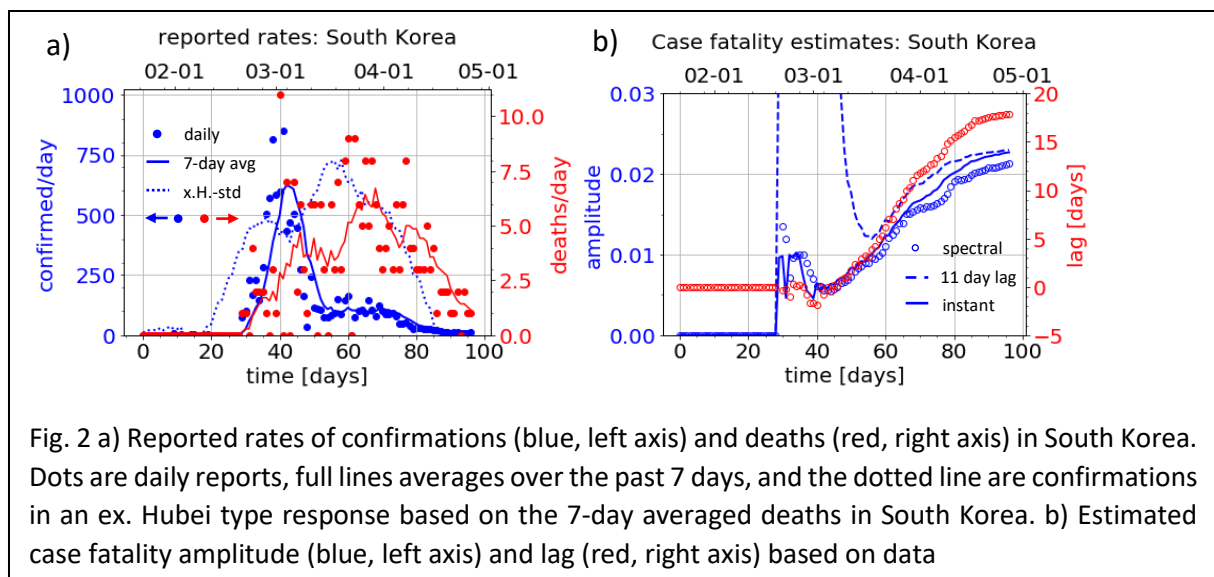 a)
reported rates: South Korea
02-01 03-01 04-01 05-01
1000
750
500
250
0
confirmed/day
daily
7-day avg
x.H.-std
10.0
7.5
5.0
2.5
0.0
deaths/day
0 20 40 60 80 100
time [days]
b)
Case fatality estimates: South Korea
02-01 03-01 04-01 05-01
0.03
0.02
0.01
0.00
amplitude
spectral
11 day lag
instant
20
15
10
5
0
−5
lag [days]
0 20 40 60 80 100
time [days]
Fig. 2 a) Reported rates of confirmations (blue, left axis) and deaths (red, right axis) in South Korea.
Dots are daily reports, full lines averages over the past 7 days, and the dotted line are confirmations
in an ex. Hubei type response based on the 7-day averaged deaths in South Korea. b) Estimated
case fatality amplitude (blue, left axis) and lag (red, right axis) based on data